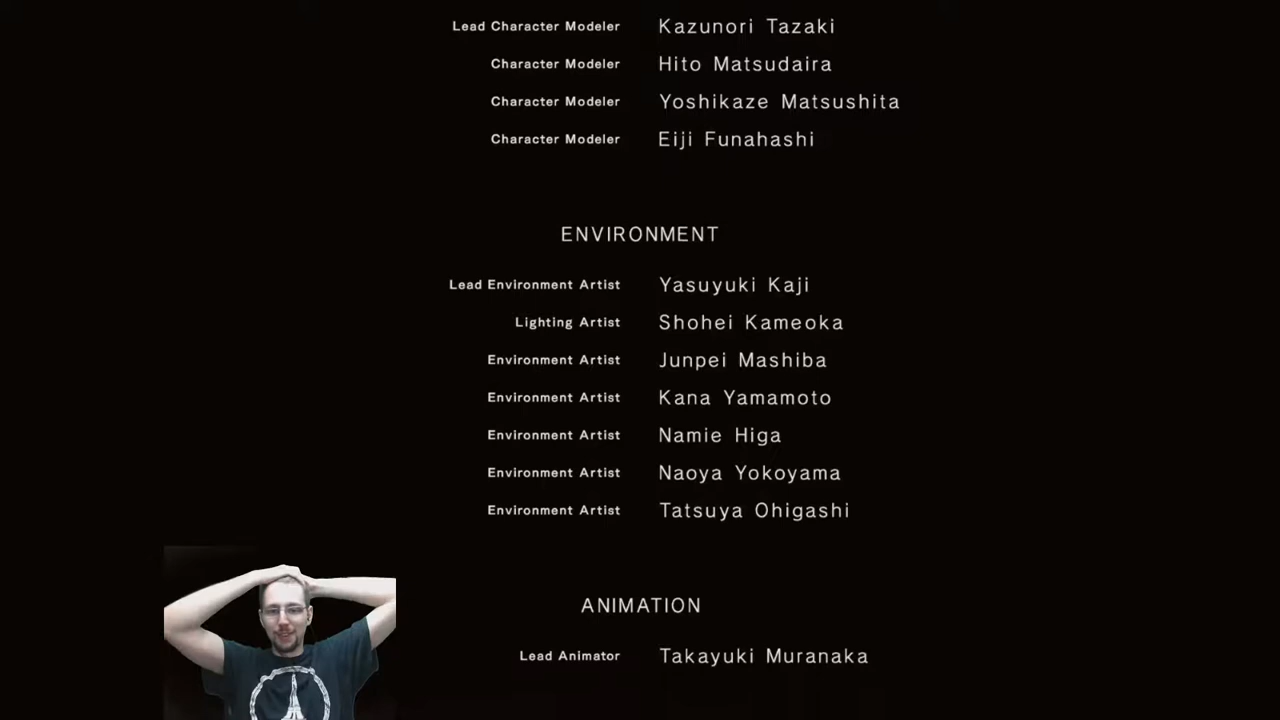 Lead Character Modeler Kazunori Tazaki
Character Modeler Hito Matsudaira
Character Modeler Yoshikaze Matsushita
Character Modeler Eiji Funahashi
ENVIRONMENT
Lead Environment Artist Yasuyuki Kaji
Lighting Artist Shohei Kameoka
Environment Artist Junpei Mashiba
Environment Artist Kana Yamamoto
Environment Artist Namie Higa
Environment Artist Naoya Yokoyama
Environment Artist Tatsuya Ohigashi
ANIMATION
Lead Animator Takayuki Muranaka